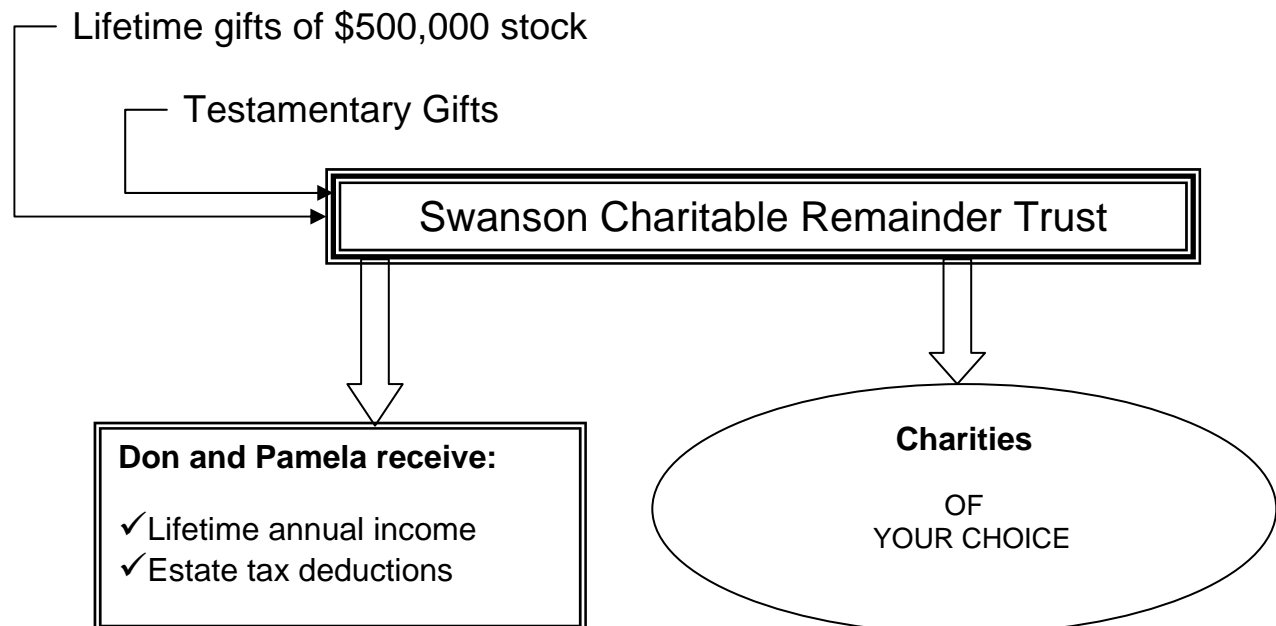 Lifetime gifts of $500,000 stock
Testamentary Gifts
Swanson Charitable Remainder Trust
Don and Pamela receive:
✓Lifetime annual income
✓Estate tax deductions
Charities
OF
YOUR CHOICE